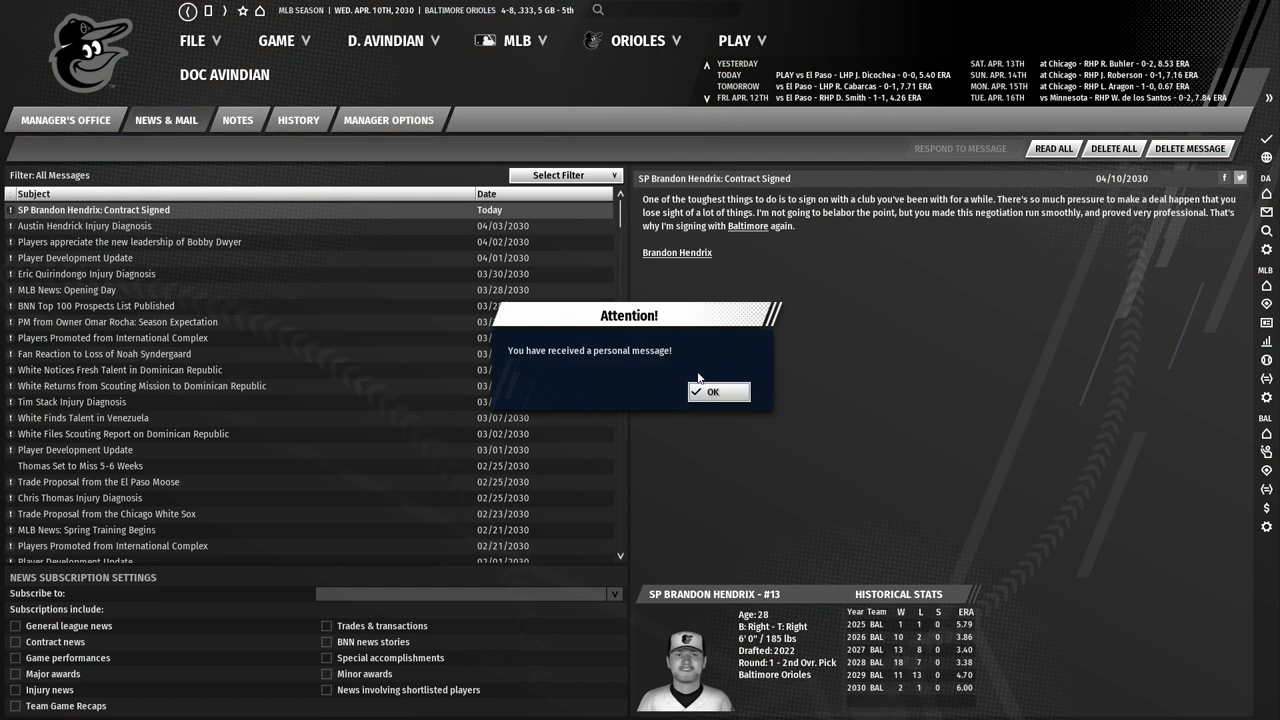 MLB SEASON | WED. APR. 10TH, 2030 | BALTIMORE ORIOLES 4-8, .333, 5 GB - 5th
FILE GAME D. AVINDIAN MLB ORIOLES PLAY
DOC AVINDIAN
YESTERDAY
TODAY PLAY vs El Paso - LHP J. Dicochea - 0-0, 5.40 ERA
TOMORROW vs El Paso - LHP R. Cabarcas - 0-1, 7.71 ERA
FRI. APR. 12TH vs El Paso - RHP D. Smith - 1-1, 4.26 ERA
SAT. APR. 13TH at Chicago - RHP R. Buhler - 0-2, 8.53 ERA
SUN. APR. 14TH at Chicago - RHP J. Roberson - 0-1, 7.16 ERA
MON. APR. 15TH at Chicago - RHP L. Aragon - 1-0, 0.67 ERA
TUE. APR. 16TH vs Minnesota - RHP W. de los Santos - 0-2, 7.84 ERA
MANAGER'S OFFICE NEWS & MAIL NOTES HISTORY MANAGER OPTIONS
RESPOND TO MESSAGE READ ALL DELETE ALL DELETE MESSAGE
Filter: All Messages Select Filter
Subject Date
! SP Brandon Hendrix: Contract Signed Today
! Austin Hendrick Injury Diagnosis 04/03/2030
! Players appreciate the new leadership of Bobby Dwyer 04/02/2030
! Player Development Update 04/01/2030
! Eric Quirindongo Injury Diagnosis 03/30/2030
! MLB News: Opening Day 03/28/2030
! BNN Top 100 Prospects List Published 03/2
! PM from Owner Omar Rocha: Season Expectation 03/
! Players Promoted from International Complex 03/
! Fan Reaction to Loss of Noah Syndergaard 03/
! White Notices Fresh Talent in Dominican Republic 03/
! White Returns from Scouting Mission to Dominican Republic 03/
! Tim Stack Injury Diagnosis 03/
! White Finds Talent in Venezuela 03/07/2030
! White Files Scouting Report on Dominican Republic 03/02/2030
! Player Development Update 03/01/2030
Thomas Set to Miss 5-6 Weeks 02/25/2030
! Trade Proposal from the El Paso Moose 02/25/2030
! Chris Thomas Injury Diagnosis 02/25/2030
! Trade Proposal from the Chicago White Sox 02/23/2030
! MLB News: Spring Training Begins 02/21/2030
! Players Promoted from International Complex 02/21/2030
! Player Development Update 02/01/2030
NEWS SUBSCRIPTION SETTINGS
Subscribe to:
Subscriptions include:
General league news Trades & transactions
Contract news BNN news stories
Game performances Special accomplishments
Major awards Minor awards
Injury news News involving shortlisted players
Team Game Recaps
SP Brandon Hendrix: Contract Signed 04/10/2030
One of the toughest things to do is to sign on with a club you've been with for a while. There's so much pressure to make a deal happen that you
lose sight of a lot of things. I'm not going to belabor the point, but you made this negotiation run smoothly, and proved very professional. That's
why I'm signing with Baltimore again.
Brandon Hendrix
Attention!
You have received a personal message!
OK
SP BRANDON HENDRIX - #13
Age: 28
B: Right - T: Right
6' 0" / 185 lbs
Drafted: 2022
Round: 1 - 2nd Ovr. Pick
Baltimore Orioles
HISTORICAL STATS
Year Team W L S ERA
2025 BAL 1 1 0 5.79
2026 BAL 10 2 0 3.86
2027 BAL 13 8 0 3.40
2028 BAL 18 7 0 3.38
2029 BAL 11 13 0 4.70
2030 BAL 2 1 0 6.00
DA
MLB
BAL